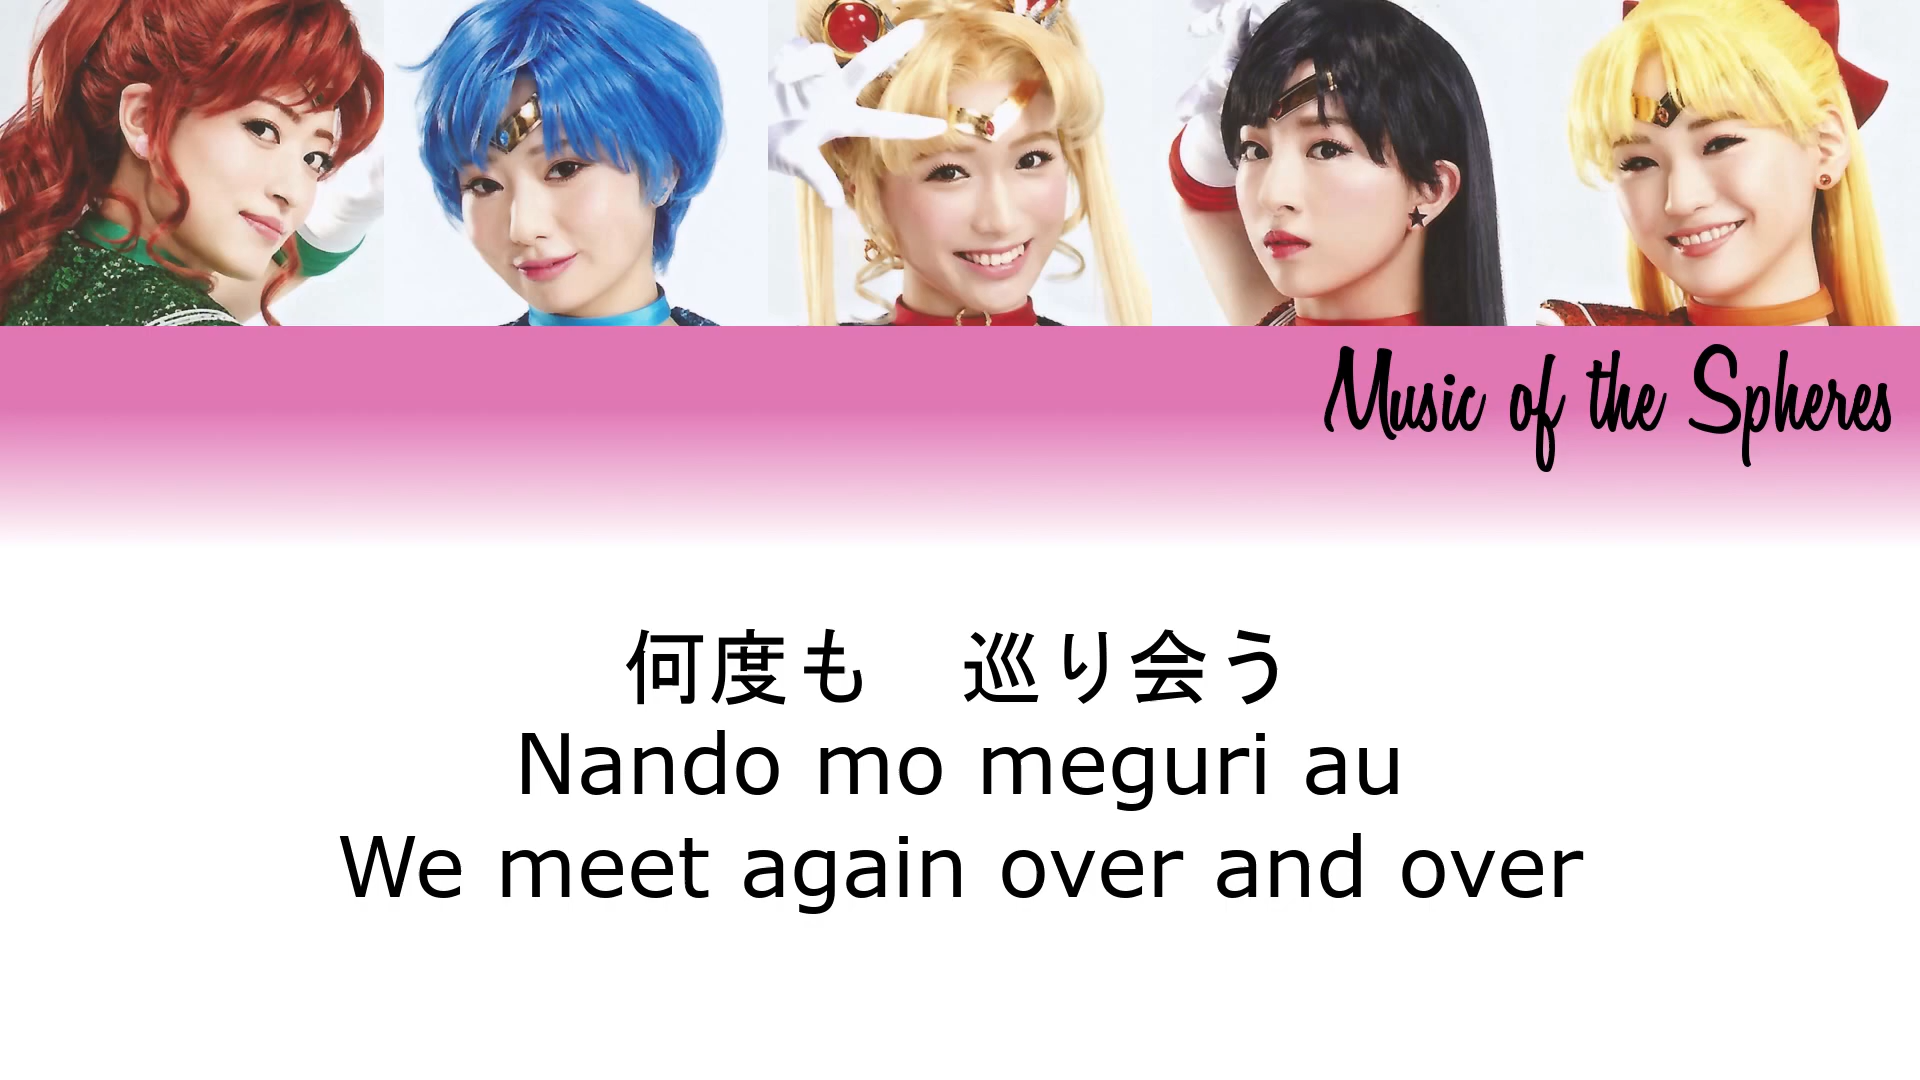 Music of the Spheres
何度も　巡り会う
Nando mo meguri au
We meet again over and over